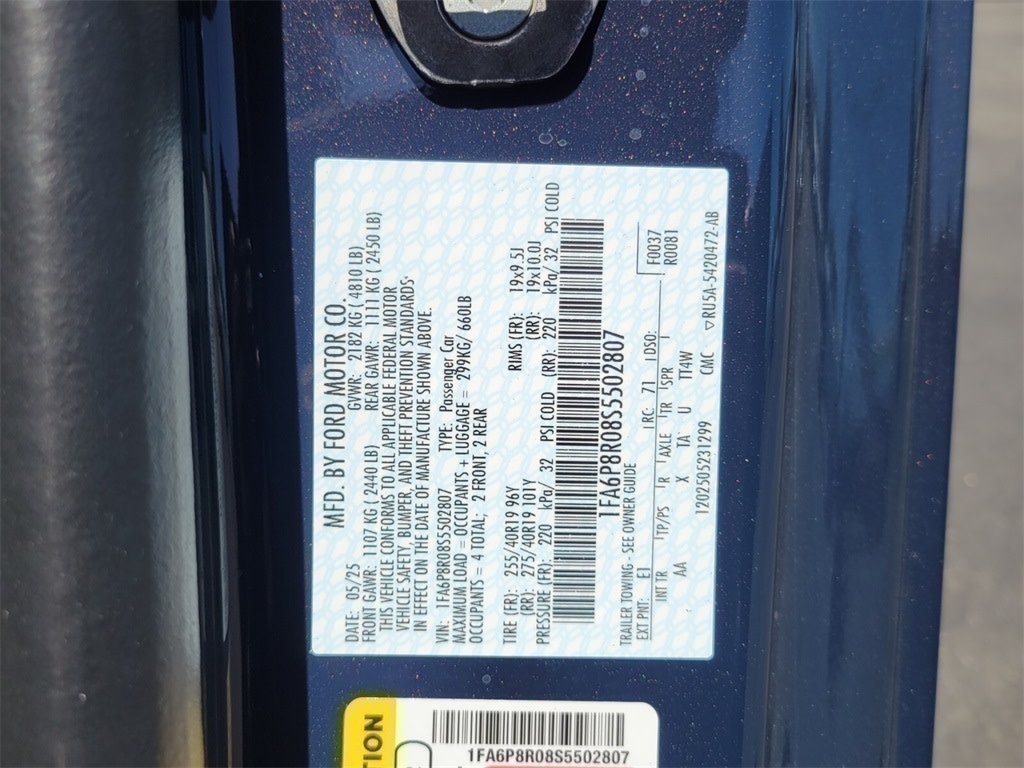 MFD. BY FORD MOTOR CO.
DATE: 05/25 GVWR: 2182 KG ( 4810 LB)
FRONT GAWR: 1107 KG ( 2440 LB) REAR GAWR: 1111 KG ( 2450 LB)
THIS VEHICLE CONFORMS TO ALL APPLICABLE FEDERAL MOTOR
VEHICLE SAFETY, BUMPER, AND THEFT PREVENTION STANDARDS
IN EFFECT ON THE DATE OF MANUFACTURE SHOWN ABOVE.
VIN: 1FA6P8R08S5502807 TYPE: Passenger Car
MAXIMUM LOAD = OCCUPANTS + LUGGAGE = 299KG/ 660LB
OCCUPANTS = 4 TOTAL; 2 FRONT, 2 REAR
TIRE (FR): 255/40R19 96Y RIMS (FR): 19x9.5J
(RR): 275/40R19 101Y (RR): 19x10.0J
PRESSURE (FR): 220 kPa/ 32 PSI COLD (RR): 220 kPa/ 32 PSI COLD
1FA6P8R08S5502807
TRAILER TOWING - SEE OWNER GUIDE
F0037
EXT PNT: E1 RC: 71 DSO: R0081
INT TR TP/PS R AXLE TR SPR
AA X TA U TT4W
1202505231299 CMC ▽RU5A-5420472-AB
TION
1FA6P8R08S5502807